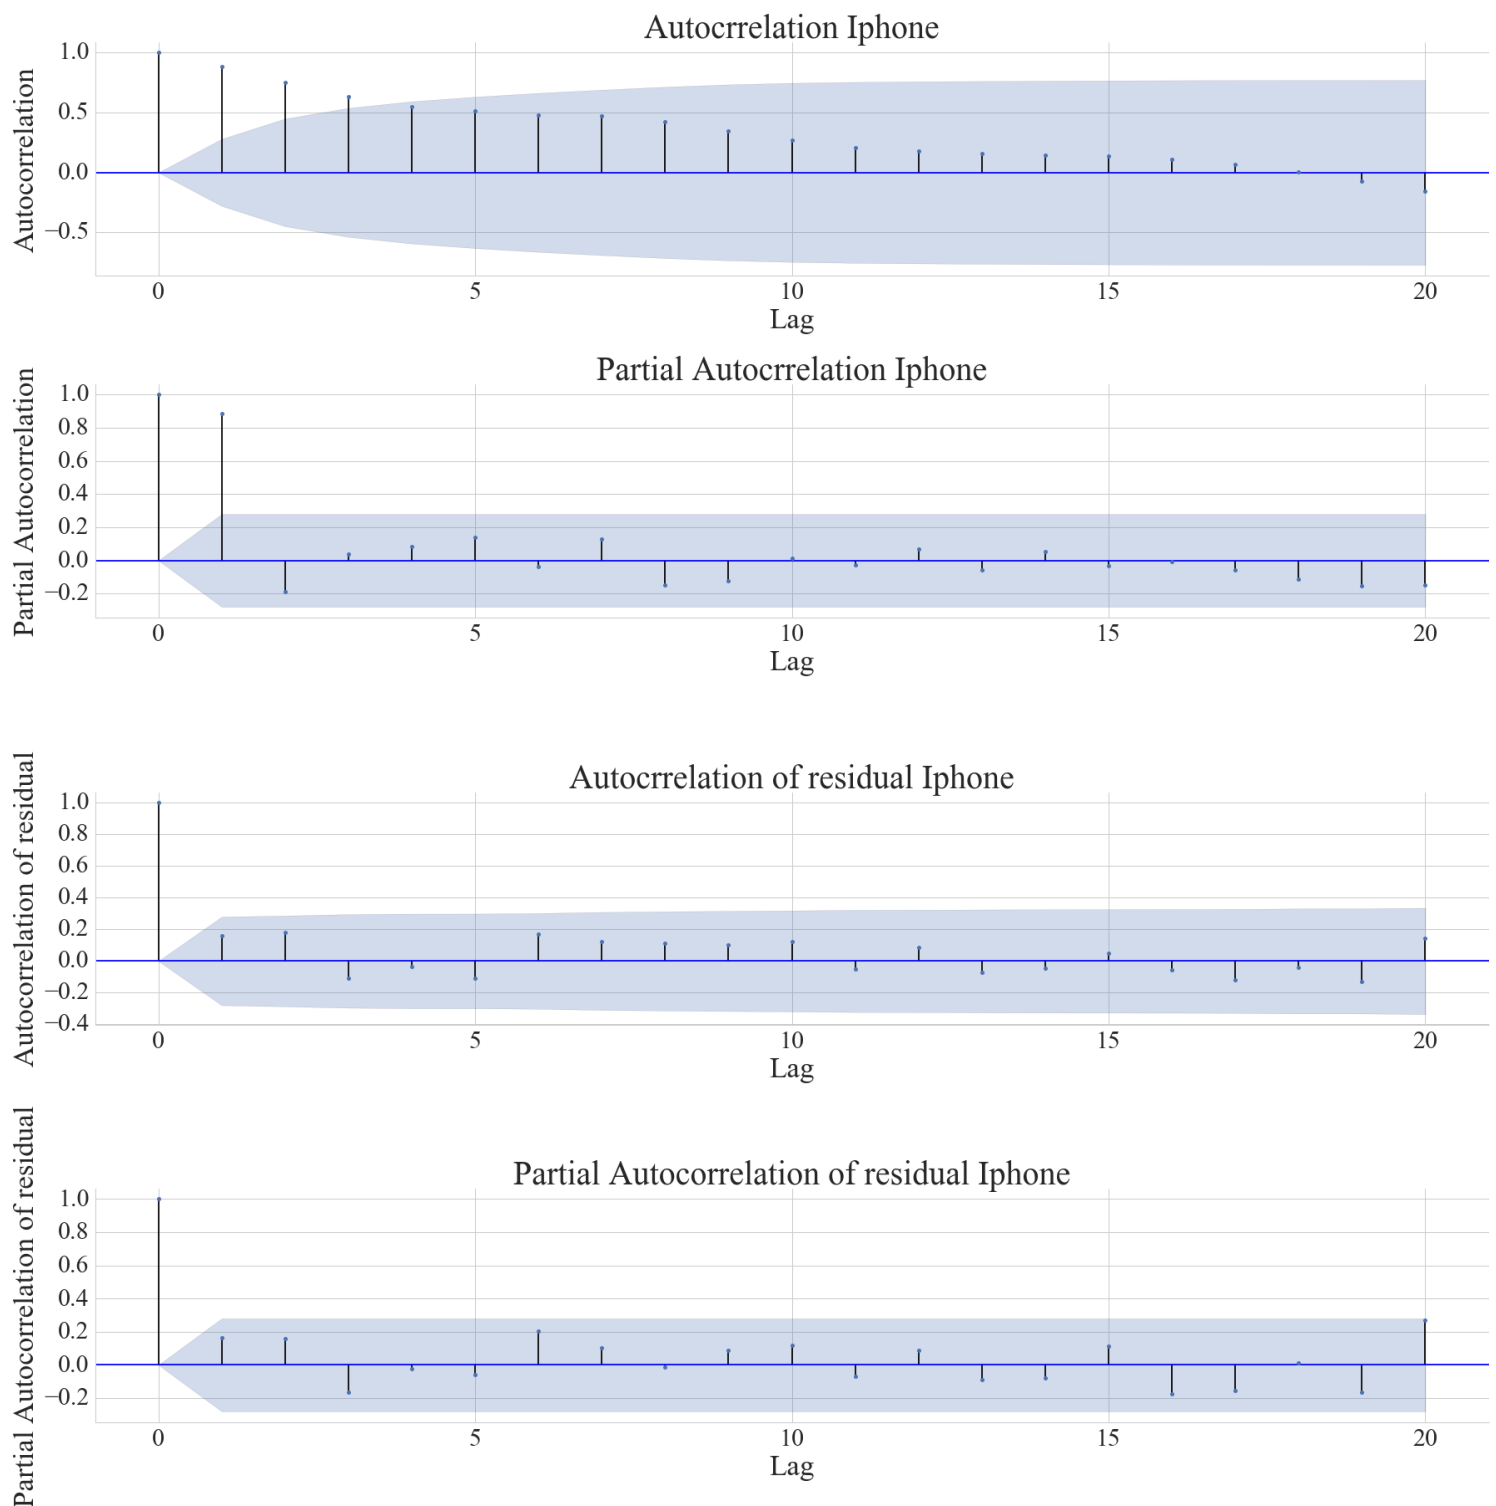 Autocrrelation Iphone
Autocorrelation
1.0
0.5
0.0
−0.5
0 5 10 15 20
Lag
Partial Autocrrelation Iphone
Partial Autocorrelation
1.0
0.8
0.6
0.4
0.2
0.0
−0.2
0 5 10 15 20
Lag
Autocrrelation of residual Iphone
Autocorrelation of residual
1.0
0.8
0.6
0.4
0.2
0.0
−0.2
−0.4
0 5 10 15 20
Lag
Partial Autocorrelation of residual Iphone
Partial Autocorrelation of residual
1.0
0.8
0.6
0.4
0.2
0.0
−0.2
0 5 10 15 20
Lag